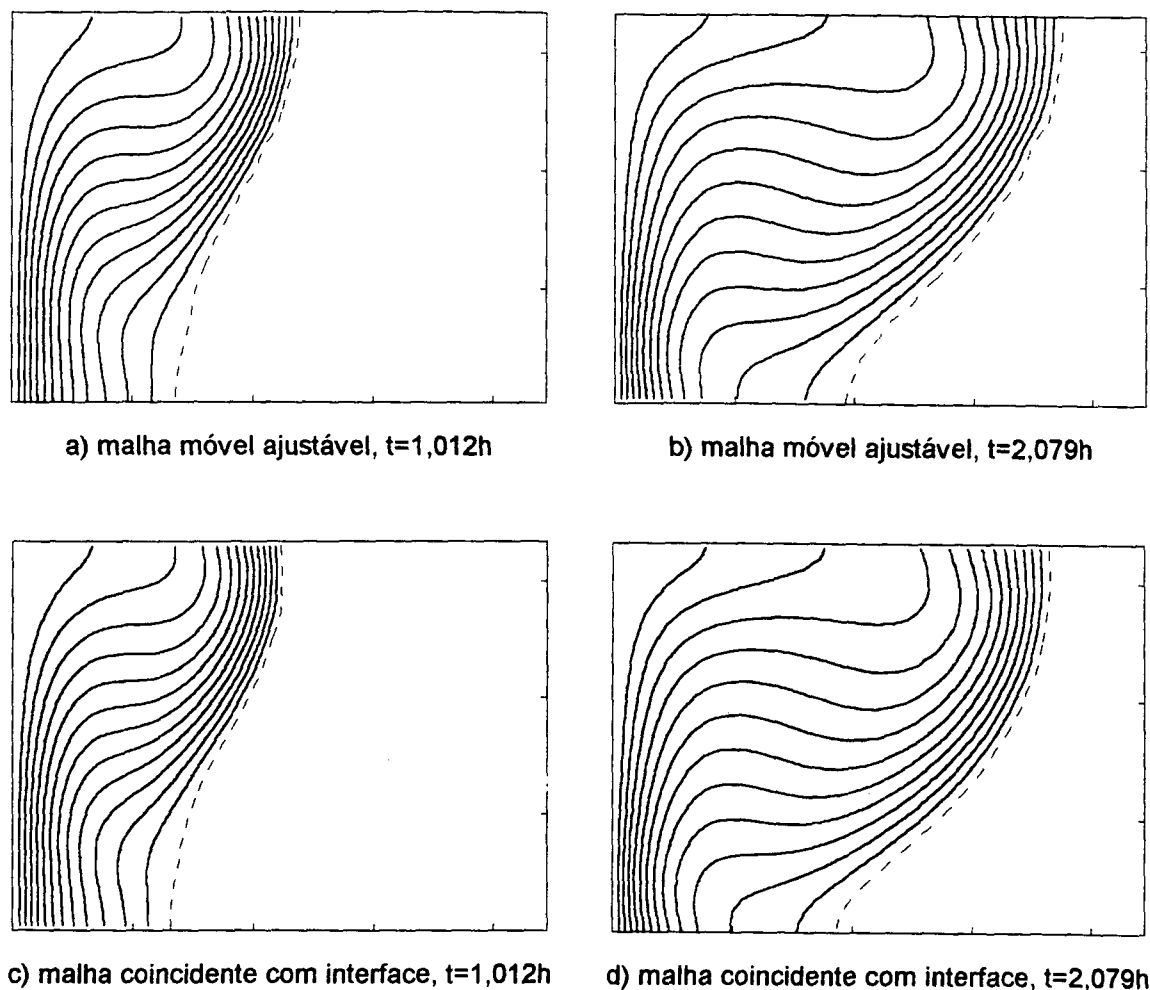 a) malha móvel ajustável, t=1,012h
b) malha móvel ajustável, t=2,079h
c) malha coincidente com interface, t=1,012h
d) malha coincidente com interface, t=2,079h